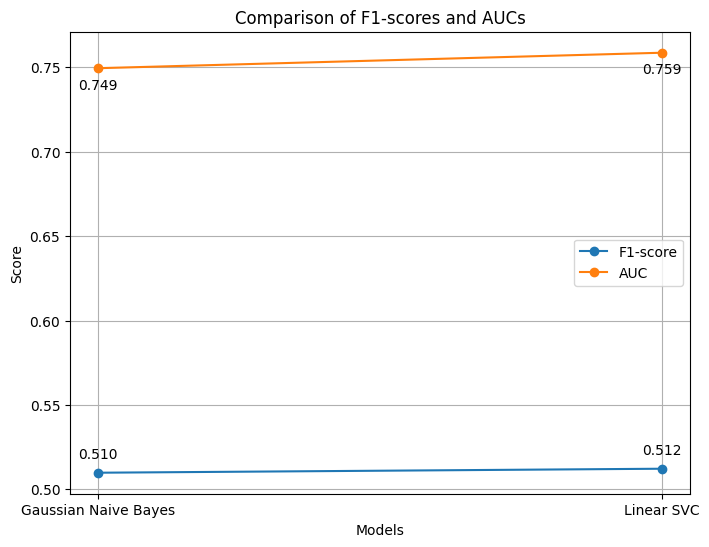 Comparison of F1-scores and AUCs
0.75
0.749
0.759
0.70
0.65
Score
F1-score
AUC
0.60
0.55
0.510
0.512
0.50
Gaussian Naive Bayes
Linear SVC
Models